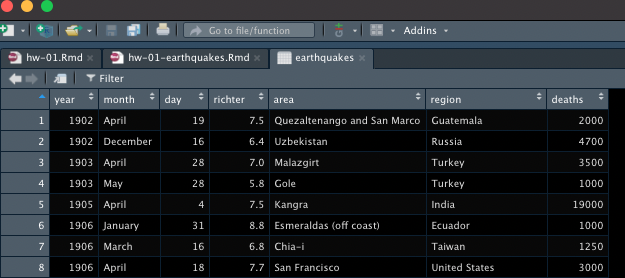 Go to file/function
Addins
hw-01.Rmd
hw-01-earthquakes.Rmd
earthquakes
Filter
year month day richter area region deaths
1 1902 April 19 7.5 Quezaltenango and San Marco Guatemala 2000
2 1902 December 16 6.4 Uzbekistan Russia 4700
3 1903 April 28 7.0 Malazgirt Turkey 3500
4 1903 May 28 5.8 Gole Turkey 1000
5 1905 April 4 7.5 Kangra India 19000
6 1906 January 31 8.8 Esmeraldas (off coast) Ecuador 1000
7 1906 March 16 6.8 Chia-i Taiwan 1250
8 1906 April 18 7.7 San Francisco United States 3000